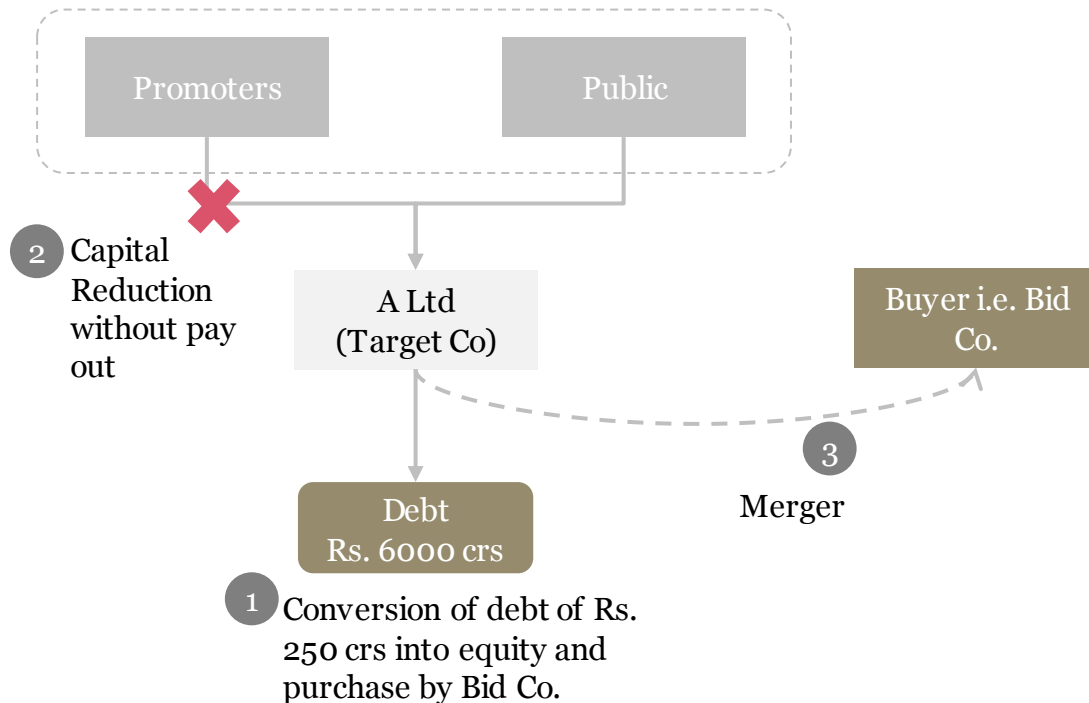 Promoters
Public
2
Capital
Reduction
without pay
out
A Ltd
(Target Co)
Buyer i.e. Bid
Co.
3
Merger
Debt
Rs. 6000 crs
1
Conversion of debt of Rs.
250 crs into equity and
purchase by Bid Co.